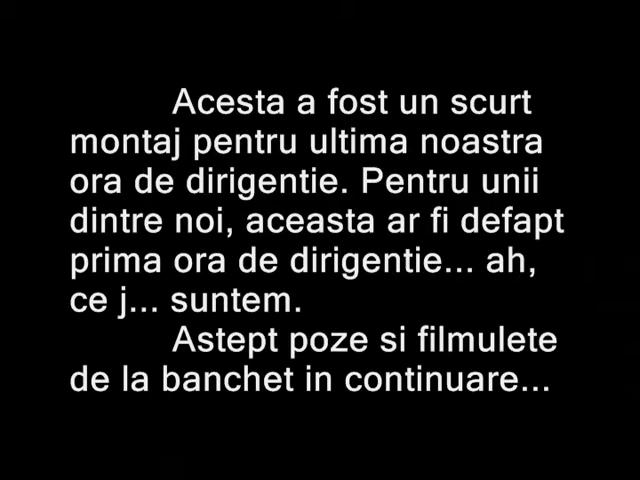 Acesta a fost un scurt
montaj pentru ultima noastra
ora de dirigentie. Pentru unii
dintre noi, aceasta ar fi defapt
prima ora de dirigentie... ah,
ce j... suntem.
Astept poze si filmulete
de la banchet in continuare...